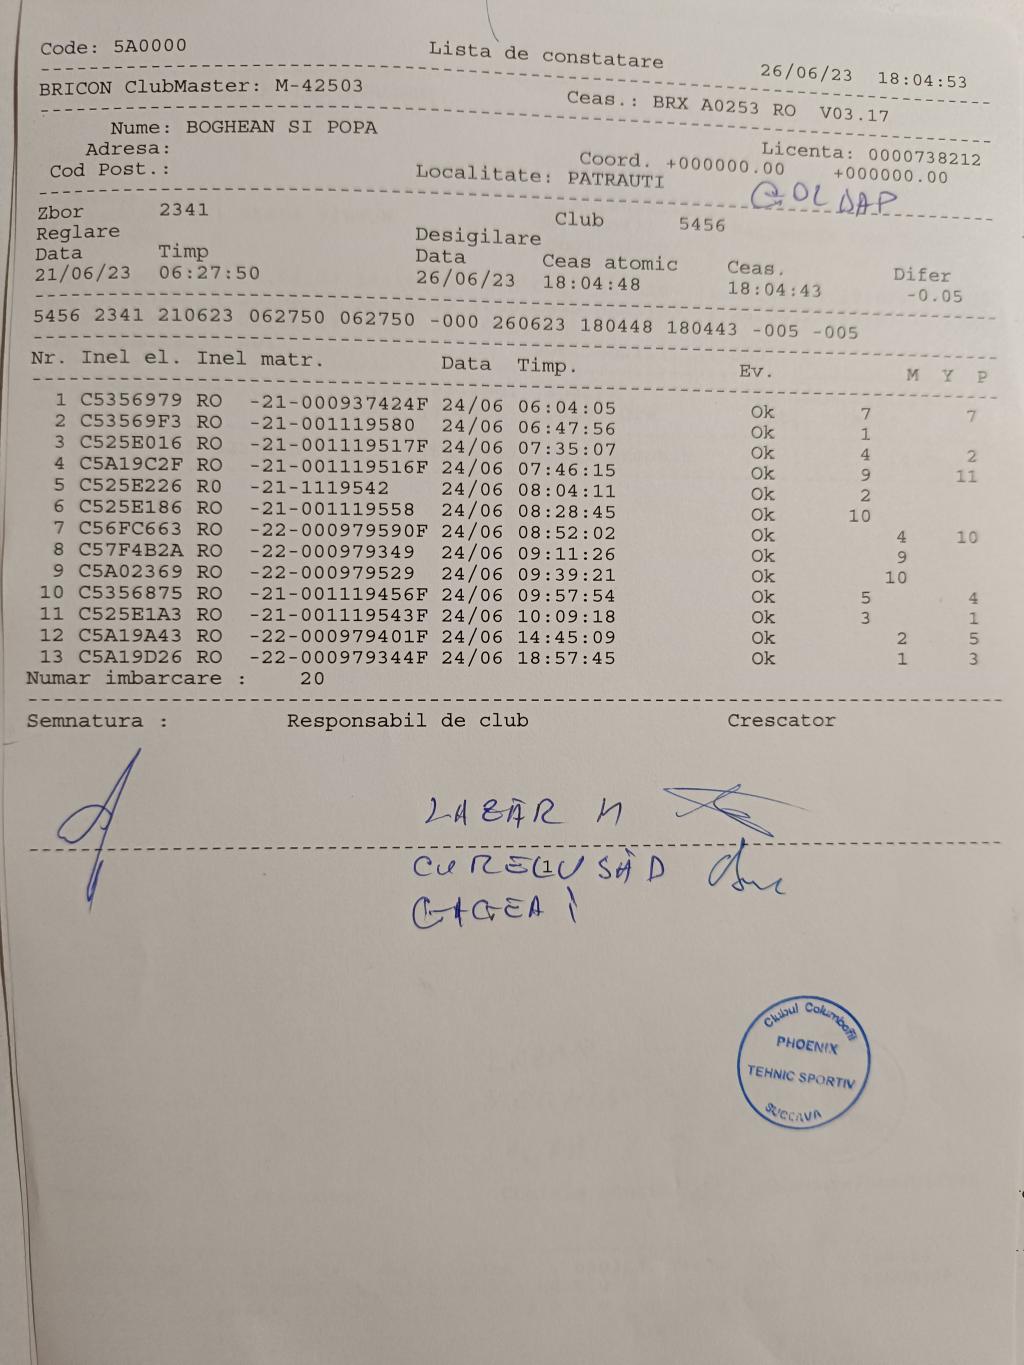 Code: 5A0000 Lista de constatare 26/06/23 18:04:53
BRICON ClubMaster: M-42503 Ceas.: BRX A0253 RO V03.17
Nume: BOGHEAN SI POPA Licenta: 0000738212
Adresa: Coord. +000000.00 +000000.00
Cod Post.: Localitate: PATRAUTI
GOLDAP
Zbor 2341 Club 5456
Reglare Desigilare
Data Timp Data Ceas atomic Ceas. Difer
21/06/23 06:27:50 26/06/23 18:04:48 18:04:43 -0.05
5456 2341 210623 062750 062750 -000 260623 180448 180443 -005 -005
Nr. Inel el. Inel matr. Data Timp. Ev. M Y P
1 C5356979 RO -21-000937424F 24/06 06:04:05 Ok 7 7
2 C53569F3 RO -21-001119580 24/06 06:47:56 Ok 1
3 C525E016 RO -21-001119517F 24/06 07:35:07 Ok 4 2
4 C5A19C2F RO -21-001119516F 24/06 07:46:15 Ok 9 11
5 C525E226 R0 -21-1119542 24/06 08:04:11 Ok 2
6 C525E186 RO -21-001119558 24/06 08:28:45 Ok 10
7 C56FC663 RO -22-000979590F 24/06 08:52:02 Ok 4 10
8 C57F4B2A RO -22-000979349 24/06 09:11:26 Ok 9
9 C5A02369 RO -22-000979529 24/06 09:39:21 Ok 10
10 C5356875 RO -21-001119456F 24/06 09:57:54 Ok 5 4
11 C525E1A3 RO -21-001119543F 24/06 10:09:18 Ok 3 1
12 C5A19A43 RO -22-000979401F 24/06 14:45:09 Ok 2 5
13 C5A19D26 RO -22-000979344F 24/06 18:57:45 Ok 1 3
Numar imbarcare : 20
Semnatura : Responsabil de club Crescator
LAZĂR M
1
Clubul Columbofil
PHOENIX
TEHNIC SPORTIV
SUCEAVA